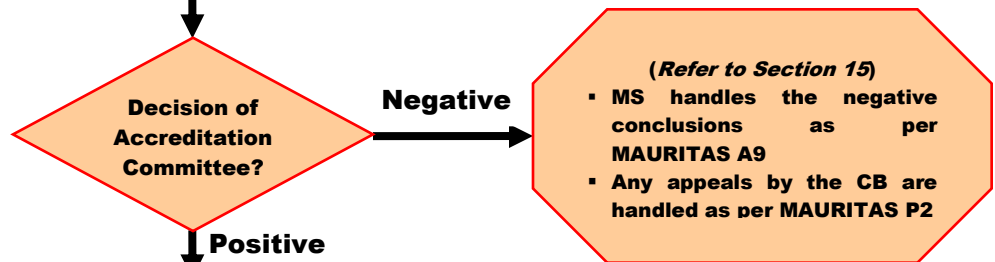 Decision of
Accreditation
Committee?
Negative
(Refer to Section 15)
▪ MS handles the negative
conclusions as per
MAURITAS A9
▪ Any appeals by the CB are
handled as per MAURITAS P2
Positive